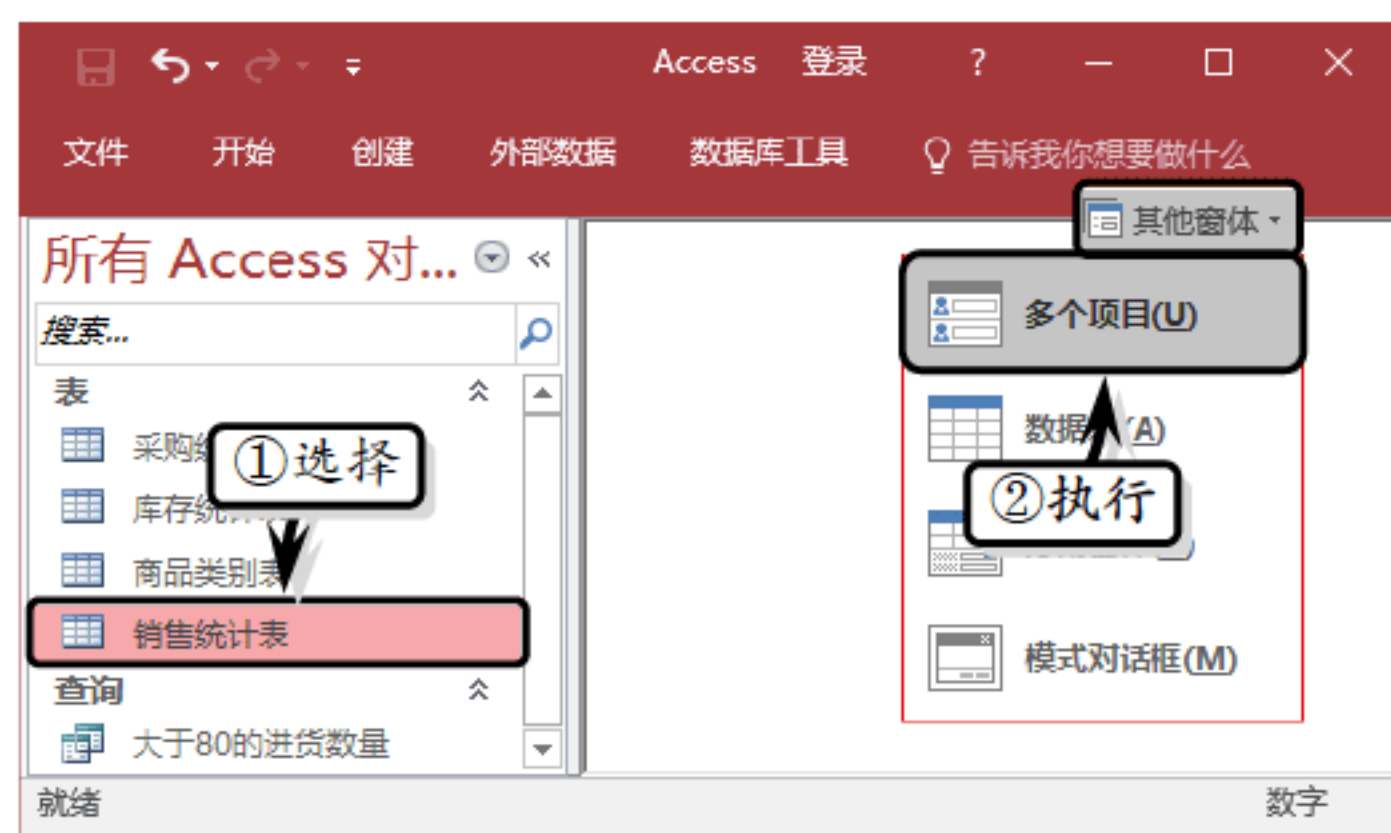 Access 登录 ?
文件 开始 创建 外部数据 数据库工具 告诉我你想要做什么
其他窗体
所有 Access 对... «
多个项目(U)
搜索...
表
数据 (A)
采购
①选择
②执行
库存统
商品类别表
销售统计表
模式对话框(M)
查询
大于80的进货数量
就绪 数字